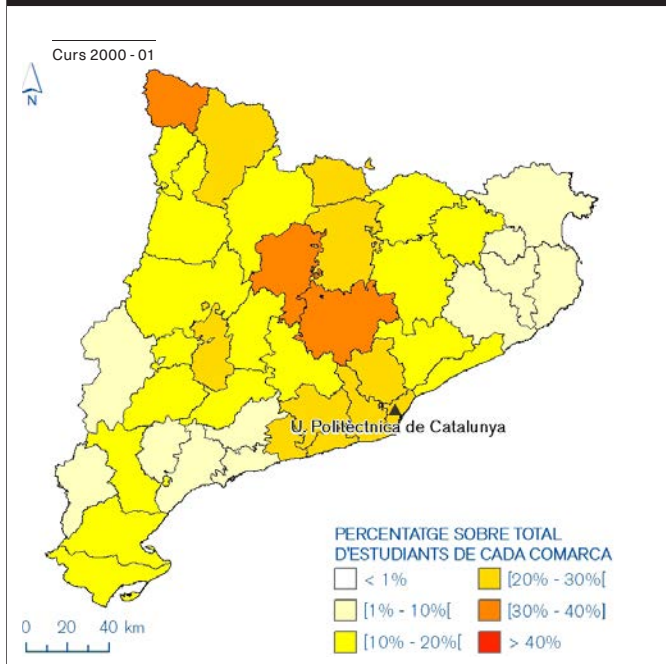 Curs 2000 - 01
N
U. Politèctnica de Catalunya
PERCENTATGE SOBRE TOTAL
D'ESTUDIANTS DE CADA COMARCA
< 1%
[20% - 30%[
[1% - 10%[
[30% - 40%]
[10% - 20%[
> 40%
0 20 40 km